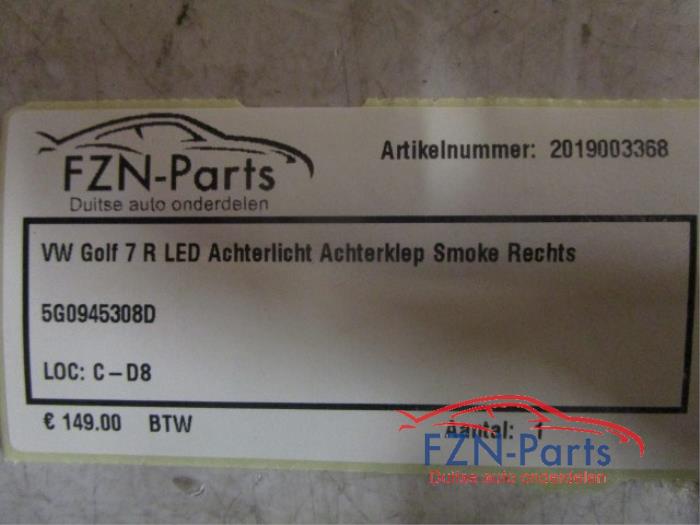 FZN-Parts
Duitse auto onderdelen
Artikelnummer: 2019003368
VW Golf 7 R LED Achterlicht Achterklep Smoke Rechts
5G0945308D
LOC: C-D8
€ 149.00 BTW
Aantal: 1
FZN-Parts
Duitse auto onderdelen